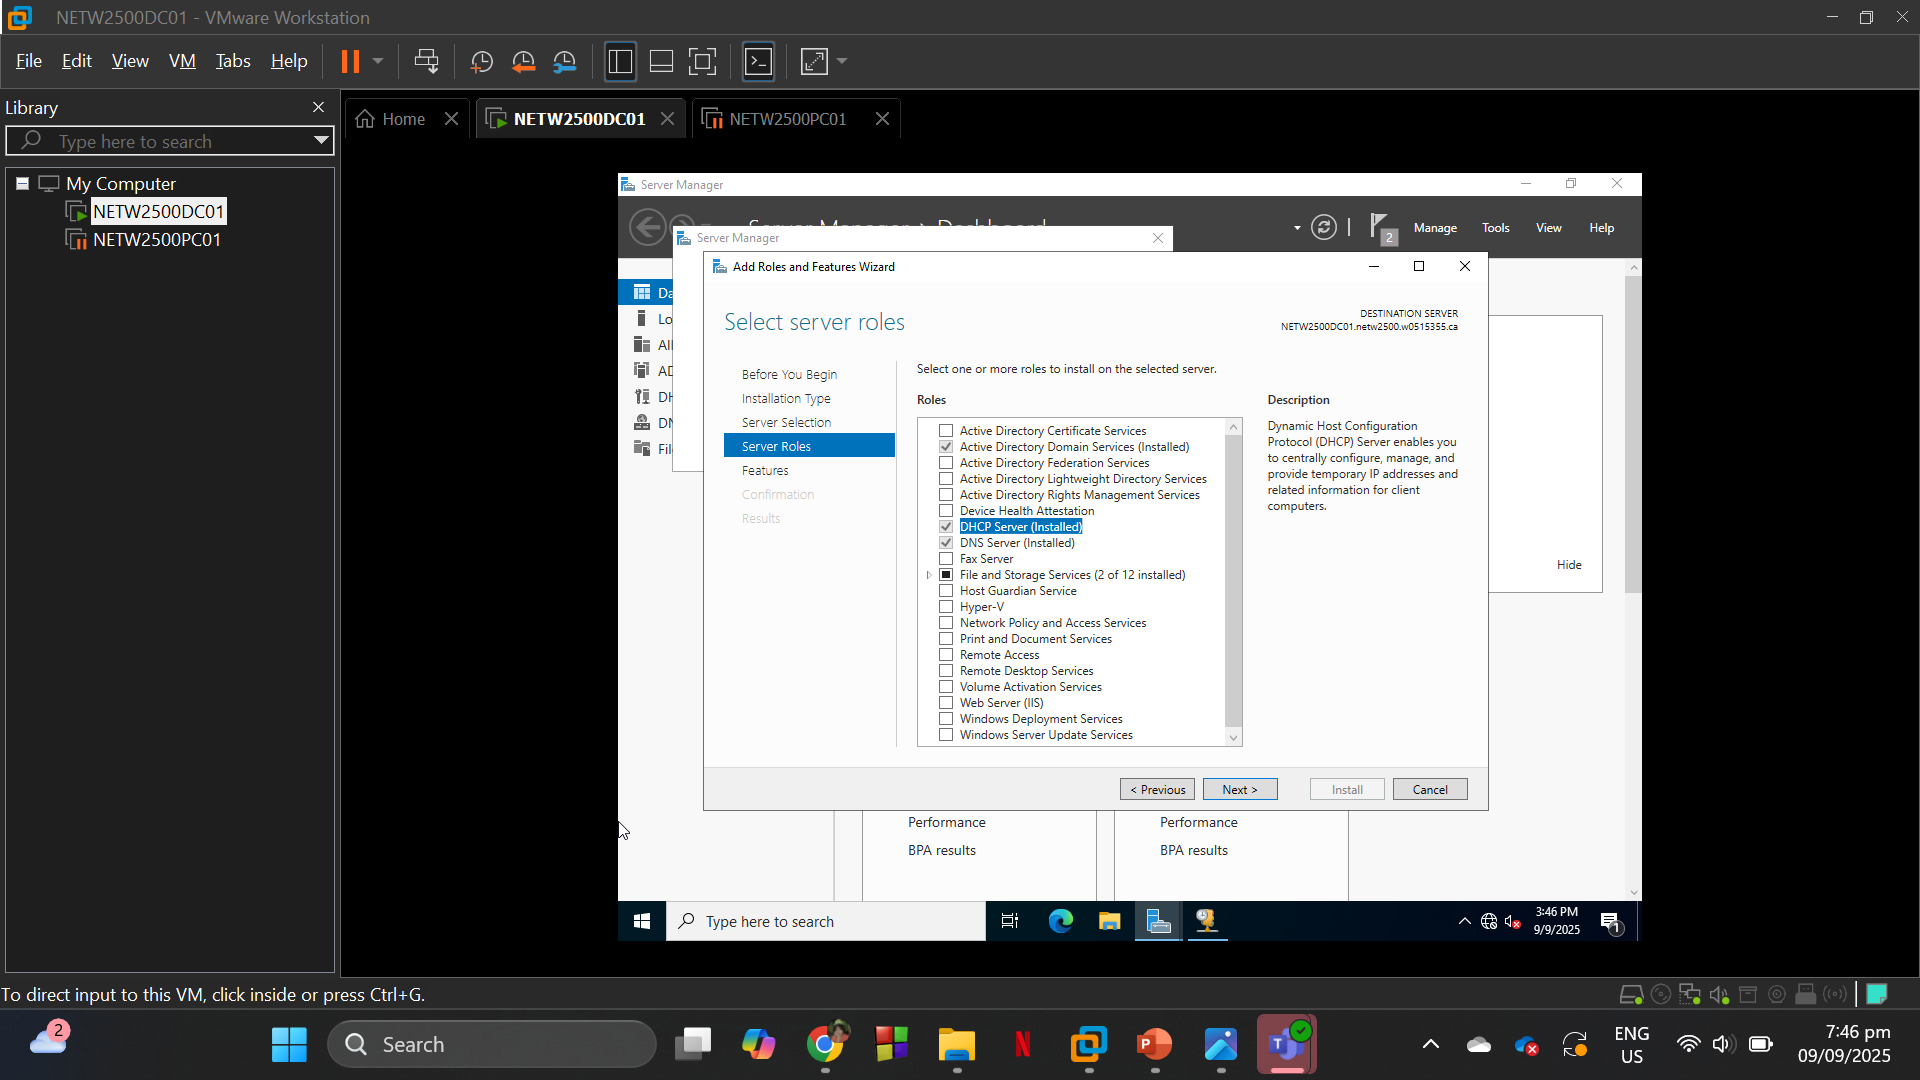 NETW2500DC01 - VMware Workstation
File Edit View VM Tabs Help
Library
Type here to search
My Computer
NETW2500DC01
NETW2500PC01
Home
NETW2500DC01
NETW2500PC01
Server Manager
2
Manage Tools View Help
Server Manager
Add Roles and Features Wizard
Select server roles
DESTINATION SERVER
NETW2500DC01.netw2500.w0515355.ca
Before You Begin
Installation Type
Server Selection
Server Roles
Features
Confirmation
Results
Select one or more roles to install on the selected server.
Roles
Active Directory Certificate Services
Active Directory Domain Services (Installed)
Active Directory Federation Services
Active Directory Lightweight Directory Services
Active Directory Rights Management Services
Device Health Attestation
DHCP Server (Installed)
DNS Server (Installed)
Fax Server
File and Storage Services (2 of 12 installed)
Host Guardian Service
Hyper-V
Network Policy and Access Services
Print and Document Services
Remote Access
Remote Desktop Services
Volume Activation Services
Web Server (IIS)
Windows Deployment Services
Windows Server Update Services
Description
Dynamic Host Configuration
Protocol (DHCP) Server enables you
to centrally configure, manage, and
provide temporary IP addresses and
related information for client
computers.
Hide
< Previous
Next >
Install
Cancel
Performance
BPA results
Performance
BPA results
Type here to search
3:46 PM
9/9/2025
1
To direct input to this VM, click inside or press Ctrl+G.
2
Search
ENG
US
7:46 pm
09/09/2025